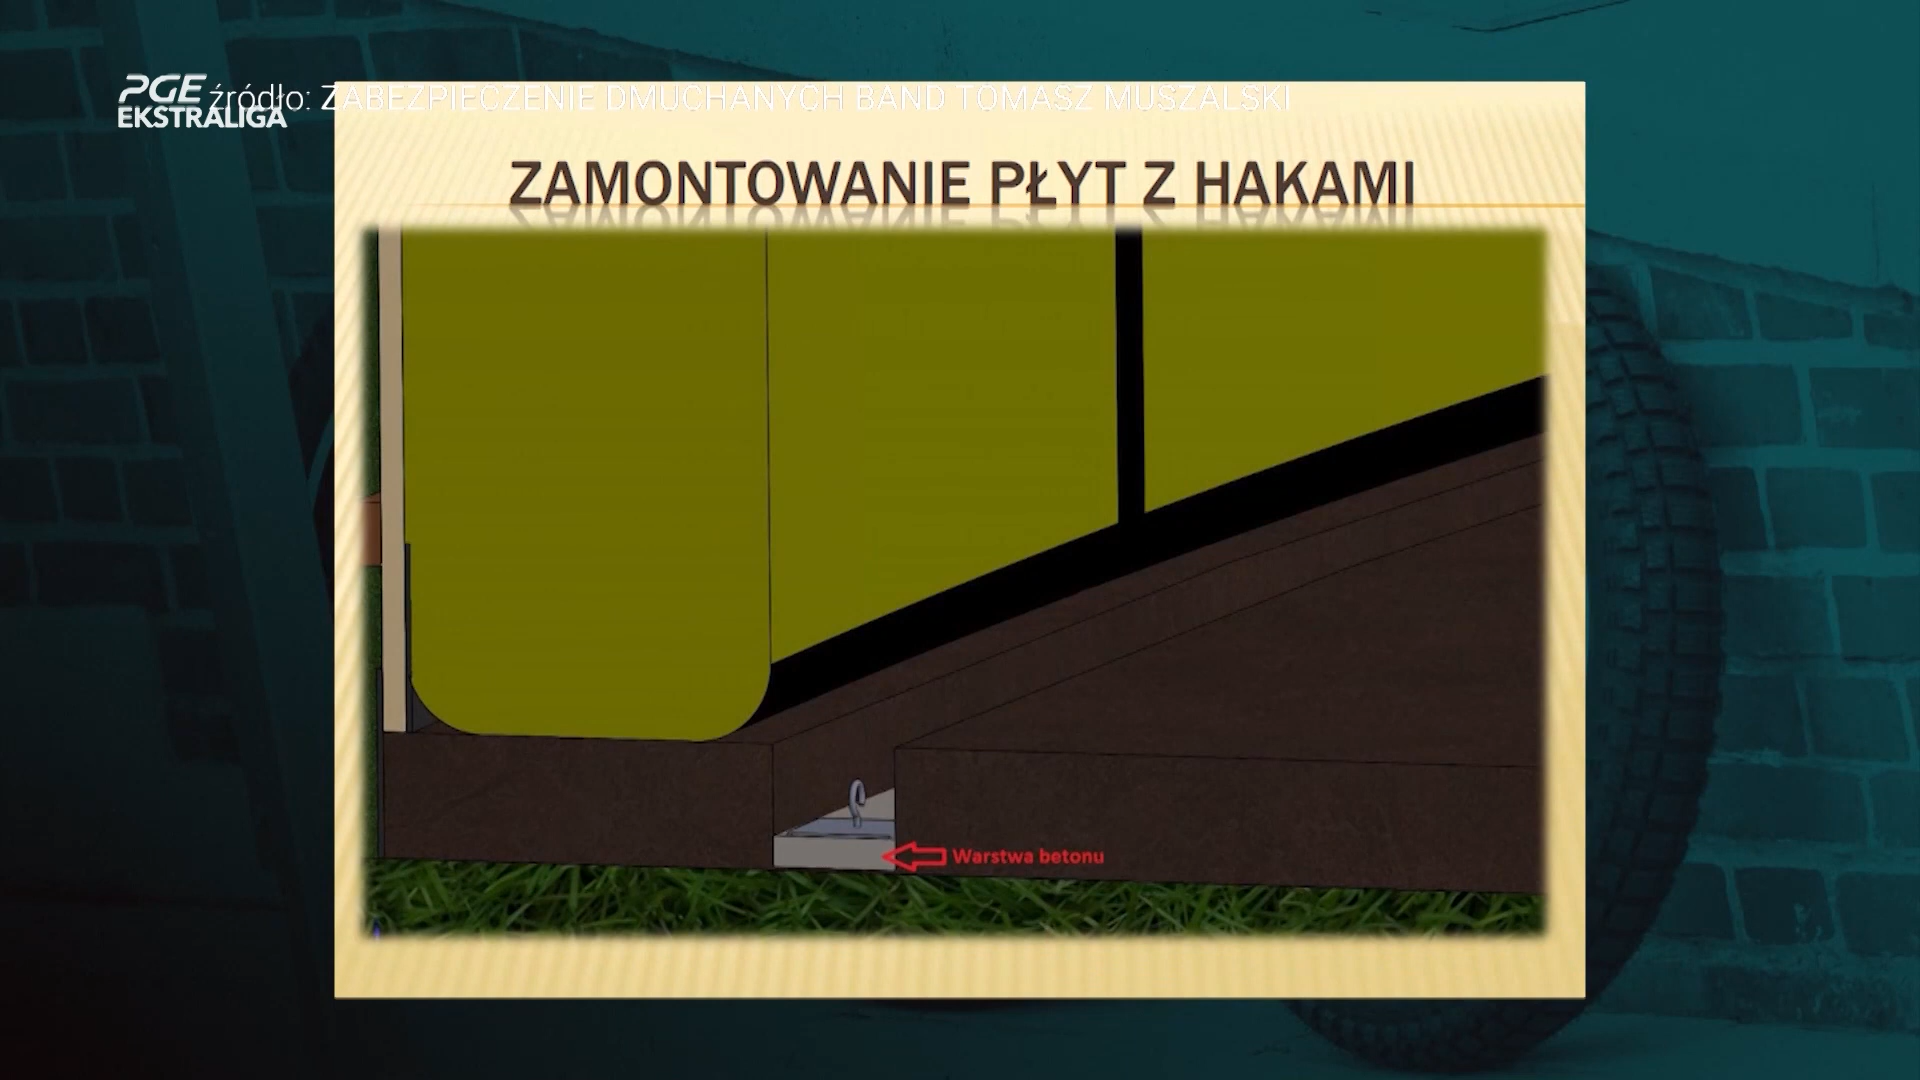 PGE
EKSTRALIGA
źródło: ZABEZPIECZENIE DMUCHANYCH BAND TOMASZ MUSZALSKI
ZAMONTOWANIE PŁYT Z HAKAMI
Warstwa betonu